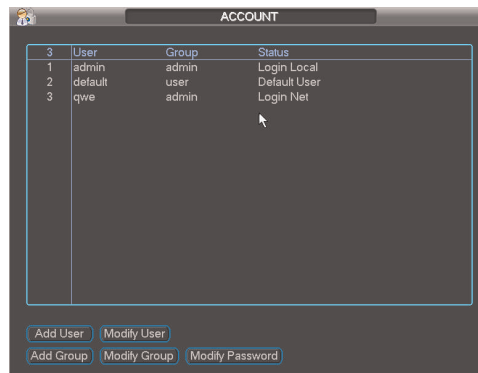 ACCOUNT
3 User Group Status
1 admin admin Login Local
2 default user Default User
3 qwe admin Login Net
Add User Modify User
Add Group Modify Group Modify Password